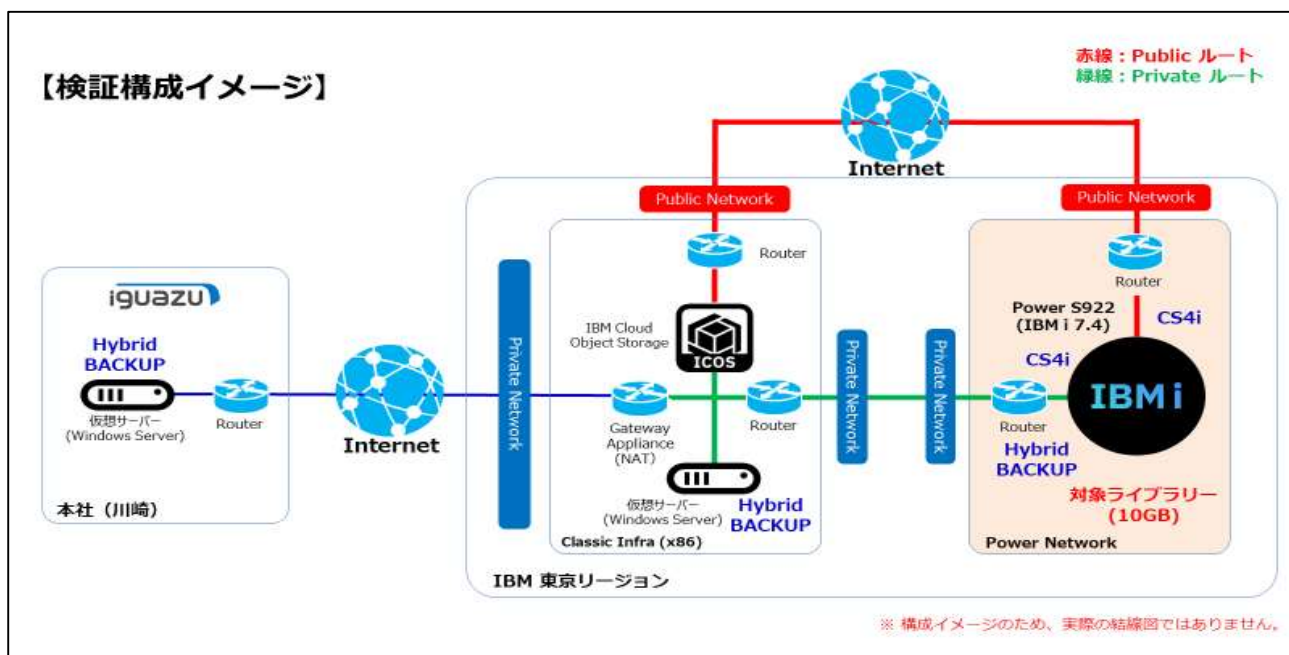 【検証構成イメージ】
赤線：Public ルート
緑線：Private ルート
Internet
Public Network
Public Network
Router
Router
iguazu
Hybrid
BACKUP
仮想サーバー
(Windows Server)
Router
本社（川崎）
Internet
Private Network
IBM Cloud
Object Storage
ICOS
Gateway
Appliance
(NAT)
Router
仮想サーバー
(Windows Server)
Hybrid
BACKUP
Classic Infra (x86)
Private Network
Private Network
Power S922
(IBM i 7.4)
CS4i
CS4i
IBM i
Router
Hybrid
BACKUP
対象ライブラリー
(10GB)
Power Network
IBM 東京リージョン
※ 構成イメージのため、実際の結線図ではありません。